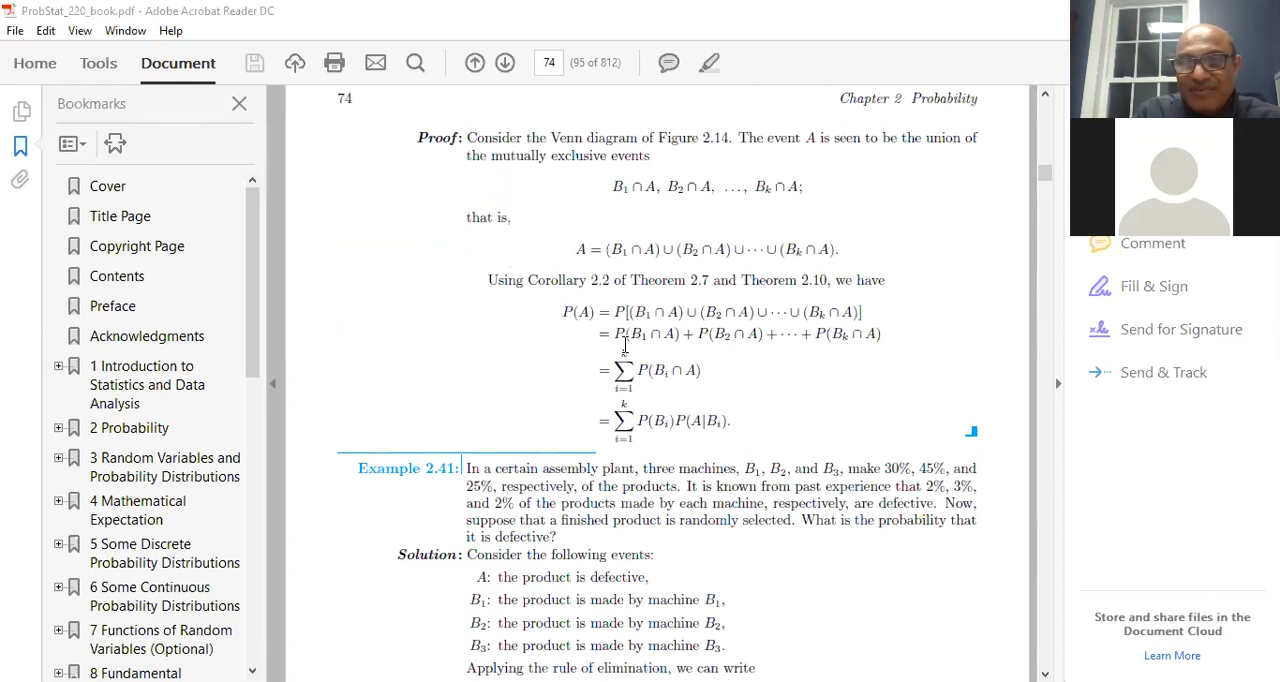 ProbStat_220_book.pdf - Adobe Acrobat Reader DC
File Edit View Window Help
Home Tools Document 74 (95 of 812)
Bookmarks
Cover
Title Page
Copyright Page
Contents
Preface
Acknowledgments
1 Introduction to
Statistics and Data
Analysis
2 Probability
3 Random Variables and
Probability Distributions
4 Mathematical
Expectation
5 Some Discrete
Probability Distributions
6 Some Continuous
Probability Distributions
7 Functions of Random
Variables (Optional)
8 Fundamental
74 Chapter 2 Probability
Proof: Consider the Venn diagram of Figure 2.14. The event A is seen to be the union of
the mutually exclusive events
B₁ ∩ A, B₂ ∩ A, ..., Bₖ ∩ A;
that is,
A = (B₁ ∩ A) ∪ (B₂ ∩ A) ∪ ··· ∪ (Bₖ ∩ A).
Using Corollary 2.2 of Theorem 2.7 and Theorem 2.10, we have
P(A) = P[(B₁ ∩ A) ∪ (B₂ ∩ A) ∪ ··· ∪ (Bₖ ∩ A)]
= P(B₁ ∩ A) + P(B₂ ∩ A) + ··· + P(Bₖ ∩ A)
k
= ∑ P(Bᵢ ∩ A)
i=1
k
= ∑ P(Bᵢ)P(A|Bᵢ).
i=1
Example 2.41: In a certain assembly plant, three machines, B₁, B₂, and B₃, make 30%, 45%, and
25%, respectively, of the products. It is known from past experience that 2%, 3%,
and 2% of the products made by each machine, respectively, are defective. Now,
suppose that a finished product is randomly selected. What is the probability that
it is defective?
Solution: Consider the following events:
A: the product is defective,
B₁: the product is made by machine B₁,
B₂: the product is made by machine B₂,
B₃: the product is made by machine B₃.
Applying the rule of elimination, we can write
Comment
Fill & Sign
Send for Signature
Send & Track
Store and share files in the
Document Cloud
Learn More